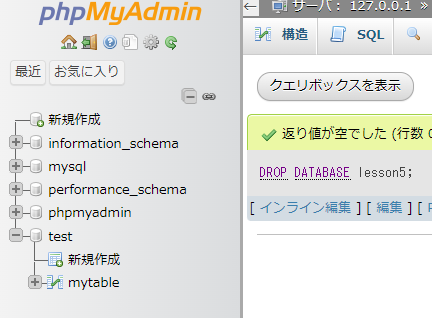 phpMyAdmin
最近 お気に入り
新規作成
information_schema
mysql
performance_schema
phpmyadmin
test
新規作成
mytable
サーバ: 127.0.0.1 »
構造 SQL
クエリボックスを表示
返り値が空でした (行数
DROP DATABASE lesson5;
[ インライン編集 ] [ 編集 ] [